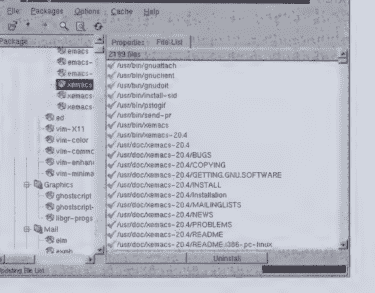 File Packages Options Cache Help
Package
emacs
emacs-
emacs-
xemacs
xemacs-
xemacs-
ed
vim-X11
vim-color
vim-commo
vim-enhan
vim-minima
Graphics
ghostscript
ghostscript-
libgr-progs
Mail
elm
exmh
Properties File List
2199 files
/usr/bin/gnuattach
/usr/bin/gnuclient
/usr/bin/gnudoit
/usr/bin/install-sid
/usr/bin/pstogif
/usr/bin/send-pr
/usr/bin/xemacs
/usr/bin/xemacs-20.4
/usr/doc/xemacs-20.4
/usr/doc/xemacs-20.4/BUGS
/usr/doc/xemacs-20.4/COPYING
/usr/doc/xemacs-20.4/GETTING.GNU.SOFTWARE
/usr/doc/xemacs-20.4/INSTALL
/usr/doc/xemacs-20.4/Installation
/usr/doc/xemacs-20.4/MAILINGLISTS
/usr/doc/xemacs-20.4/NEWS
/usr/doc/xemacs-20.4/PROBLEMS
/usr/doc/xemacs-20.4/README
/usr/doc/xemacs-20.4/README.i386-pc-linux
Uninstall
File List